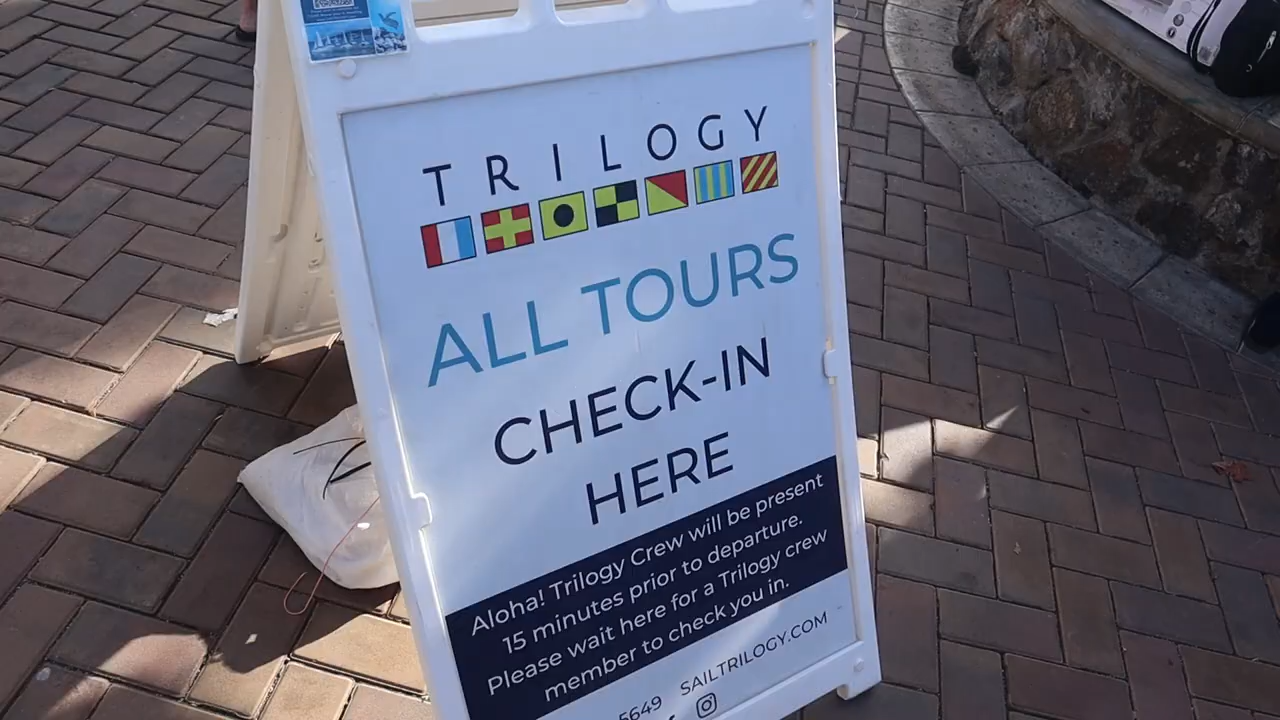 TRILOGY
ALL TOURS
CHECK-IN
HERE
Aloha! Trilogy Crew will be present
15 minutes prior to departure.
Please wait here for a Trilogy crew
member to check you in.
5649 SAILTRILOGY.COM